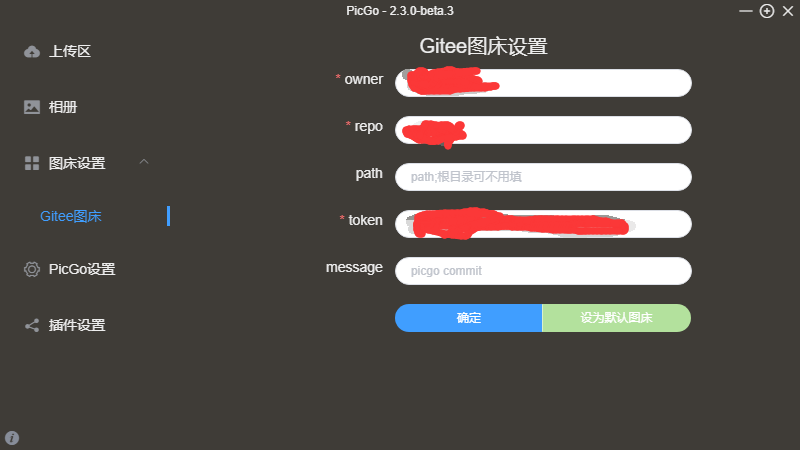 PicGo - 2.3.0-beta.3
上传区
相册
图床设置
Gitee图床
PicGo设置
插件设置
Gitee图床设置
* owner
* repo
path
path;根目录可不用填
* token
message
picgo commit
确定
设为默认图床